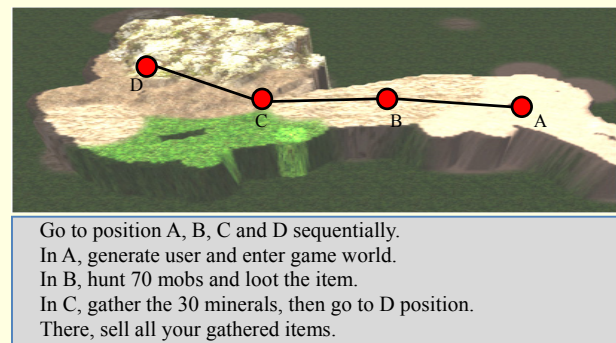 D
C
B
A
Go to position A, B, C and D sequentially.
In A, generate user and enter game world.
In B, hunt 70 mobs and loot the item.
In C, gather the 30 minerals, then go to D position.
There, sell all your gathered items.